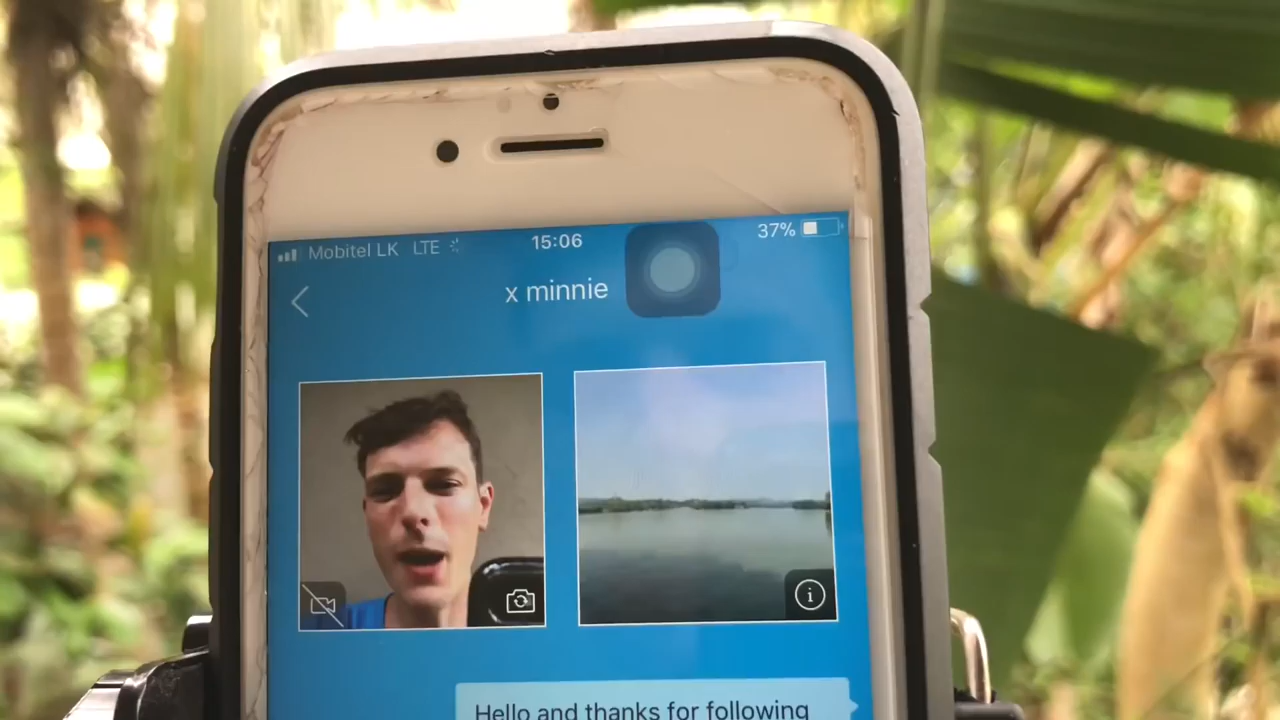 Mobitel LK LTE 15:06 37%
x minnie
Hello and thanks for following